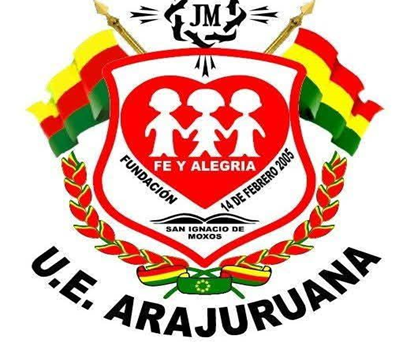 JM
FE Y ALEGRIA
FUNDACIÓN
14 DE FEBRERO 2005
SAN IGNACIO DE
MOXOS
U.E. ARAJURUANA